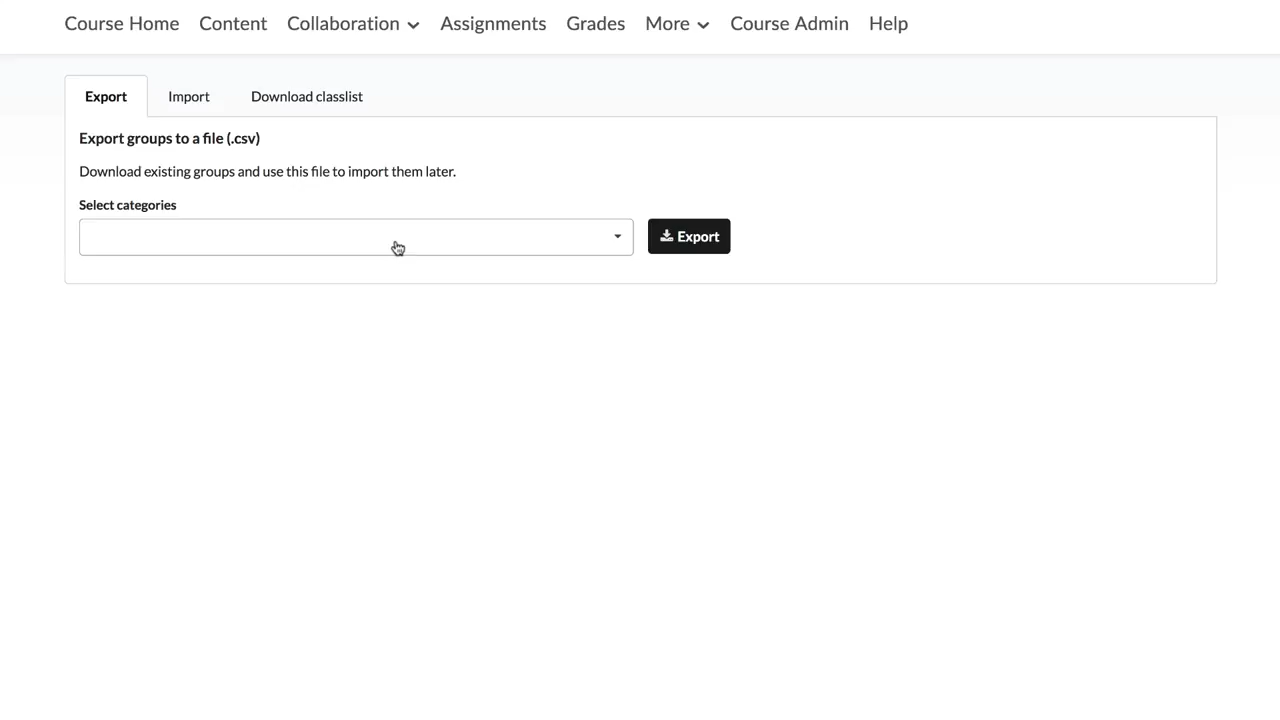 Course Home Content Collaboration Assignments Grades More Course Admin Help
Export Import Download classlist
Export groups to a file (.csv)
Download existing groups and use this file to import them later.
Select categories
Export